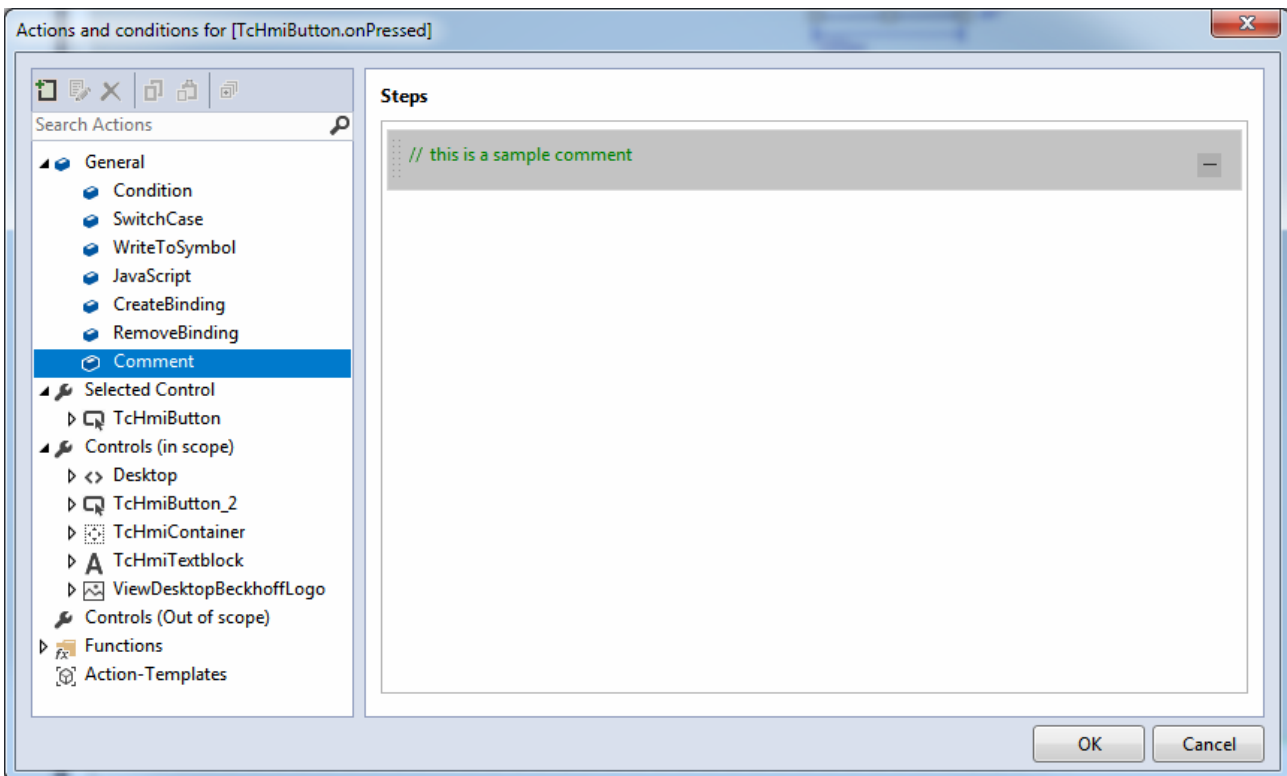 Actions and conditions for [TcHmiButton.onPressed]
Search Actions
General
Condition
SwitchCase
WriteToSymbol
JavaScript
CreateBinding
RemoveBinding
Comment
Selected Control
TcHmiButton
Controls (in scope)
Desktop
TcHmiButton_2
TcHmiContainer
TcHmiTextblock
ViewDesktopBeckhoffLogo
Controls (Out of scope)
Functions
Action-Templates
Steps
// this is a sample comment
OK
Cancel